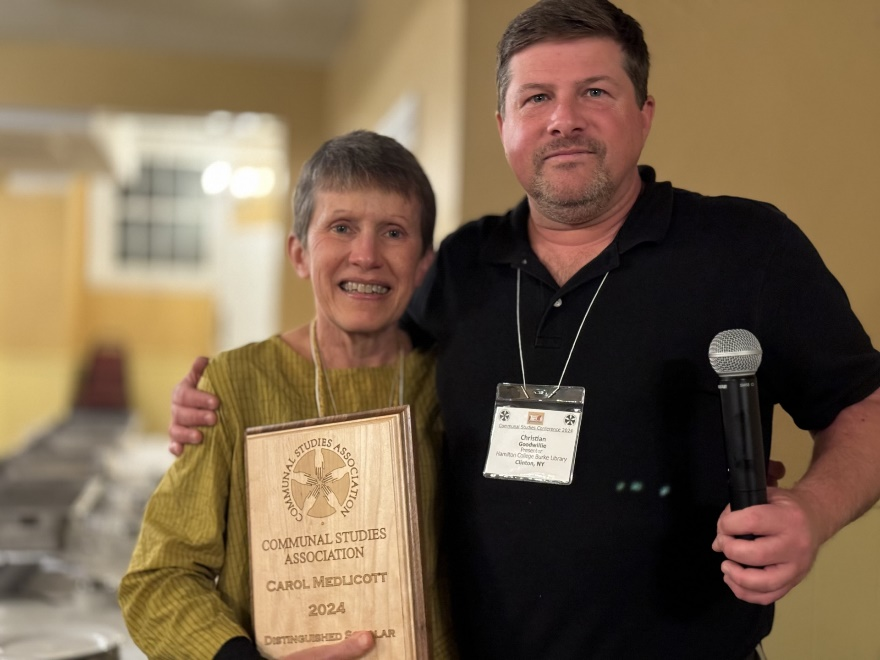 COMMUNAL STUDIES ASSOCIATION
COMMUNAL STUDIES
ASSOCIATION
CAROL MEDLICOTT
2024
DISTINGUISHED
Communal Studies Conference 2024
Christian
Goodwillie
Hamilton College Burke Library
Clinton, NY